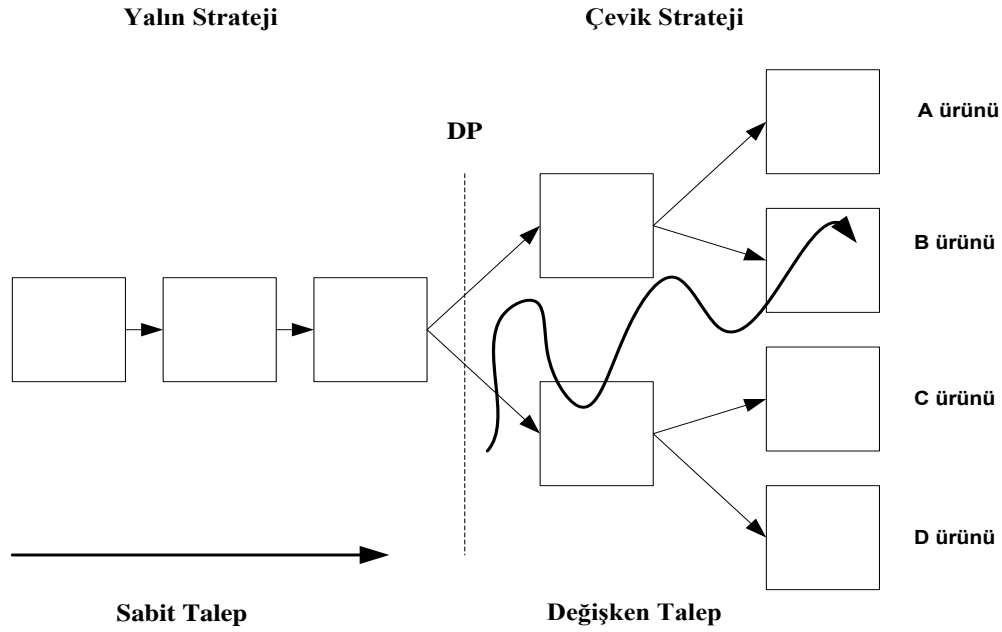 Yalın Strateji
Çevik Strateji
DP
A ürünü
B ürünü
C ürünü
D ürünü
Sabit Talep
Değişken Talep